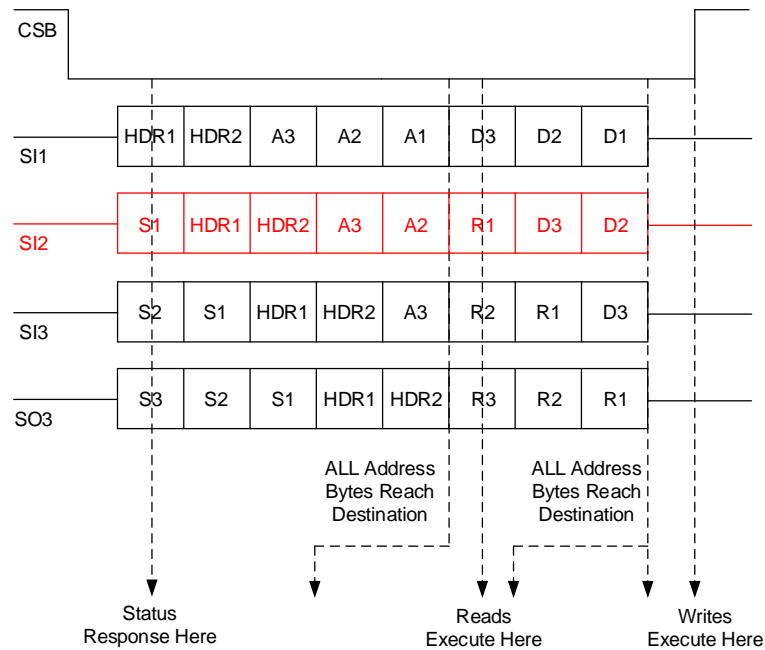 CSB
HDR1 HDR2 A3 A2 A1 D3 D2 D1
SI1
S1 HDR1 HDR2 A3 A2 R1 D3 D2
SI2
S2 S1 HDR1 HDR2 A3 R2 R1 D3
SI3
S3 S2 S1 HDR1 HDR2 R3 R2 R1
SO3
ALL Address
Bytes Reach
Destination
ALL Address
Bytes Reach
Destination
Status
Response Here
Reads
Execute Here
Writes
Execute Here